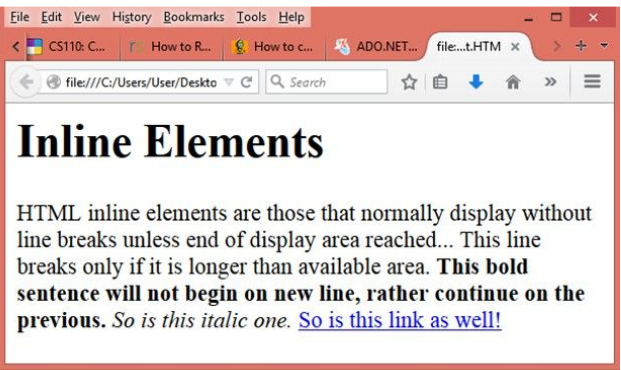 File Edit View History Bookmarks Tools Help
CS110: C... How to R... How to c... ADO.NET... file:...t.HTM
file:///C:/Users/User/Deskto Search
Inline Elements
HTML inline elements are those that normally display without
line breaks unless end of display area reached... This line
breaks only if it is longer than available area. This bold
sentence will not begin on new line, rather continue on the
previous. So is this italic one. So is this link as well!